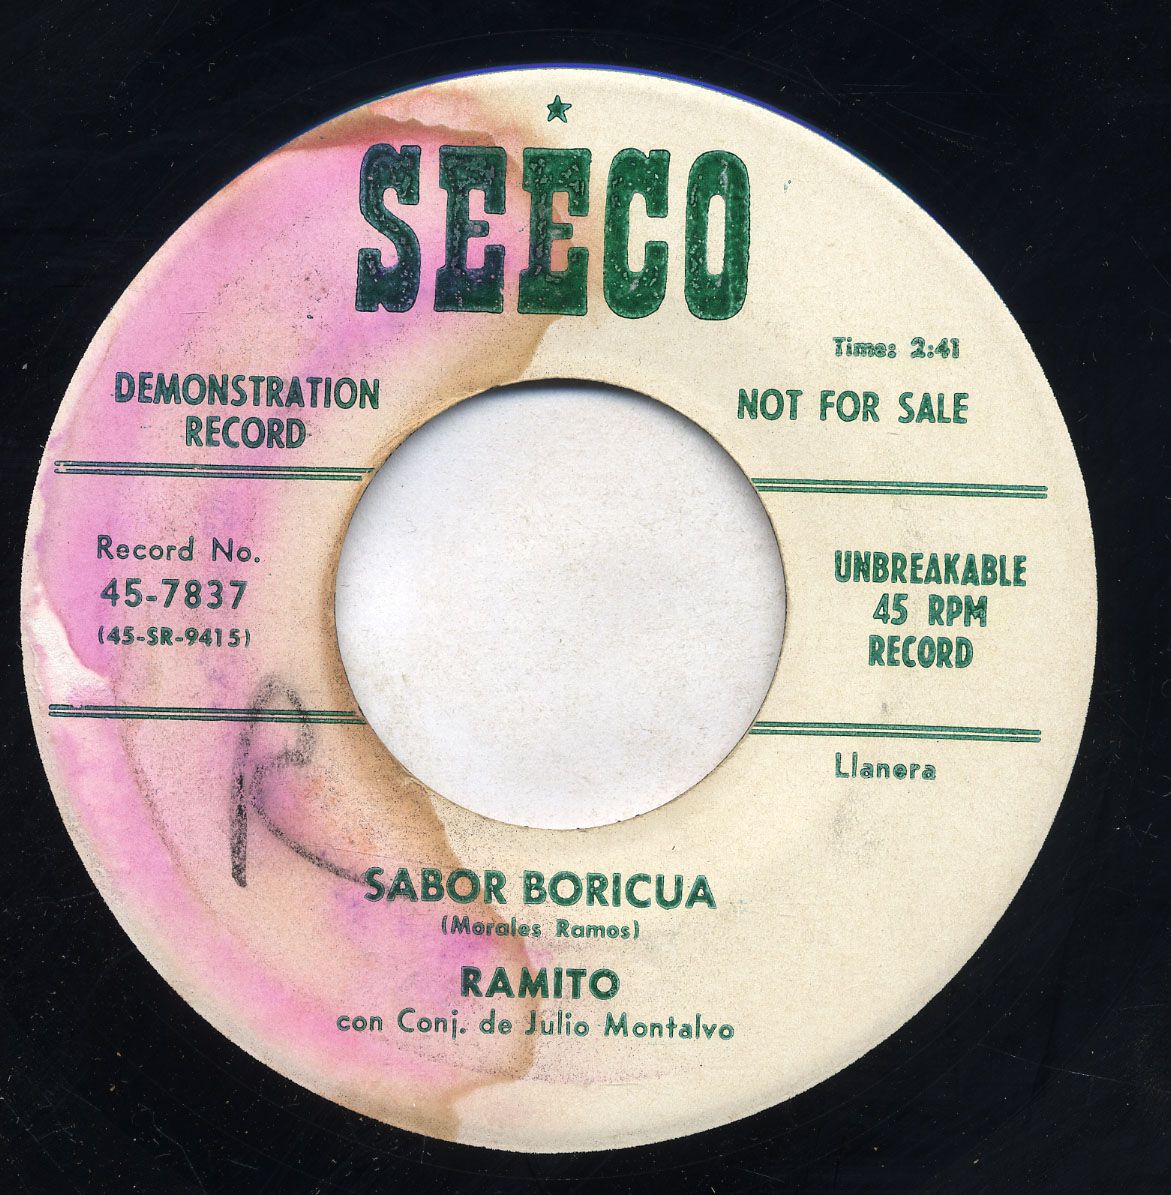 SEECO
Time: 2:41
DEMONSTRATION
RECORD
NOT FOR SALE
Record No.
45-7837
(45-SR-9415)
UNBREAKABLE
45 RPM
RECORD
Llanera
R
SABOR BORICUA
(Morales Ramos)
RAMITO
con Conj. de Julio Montalvo